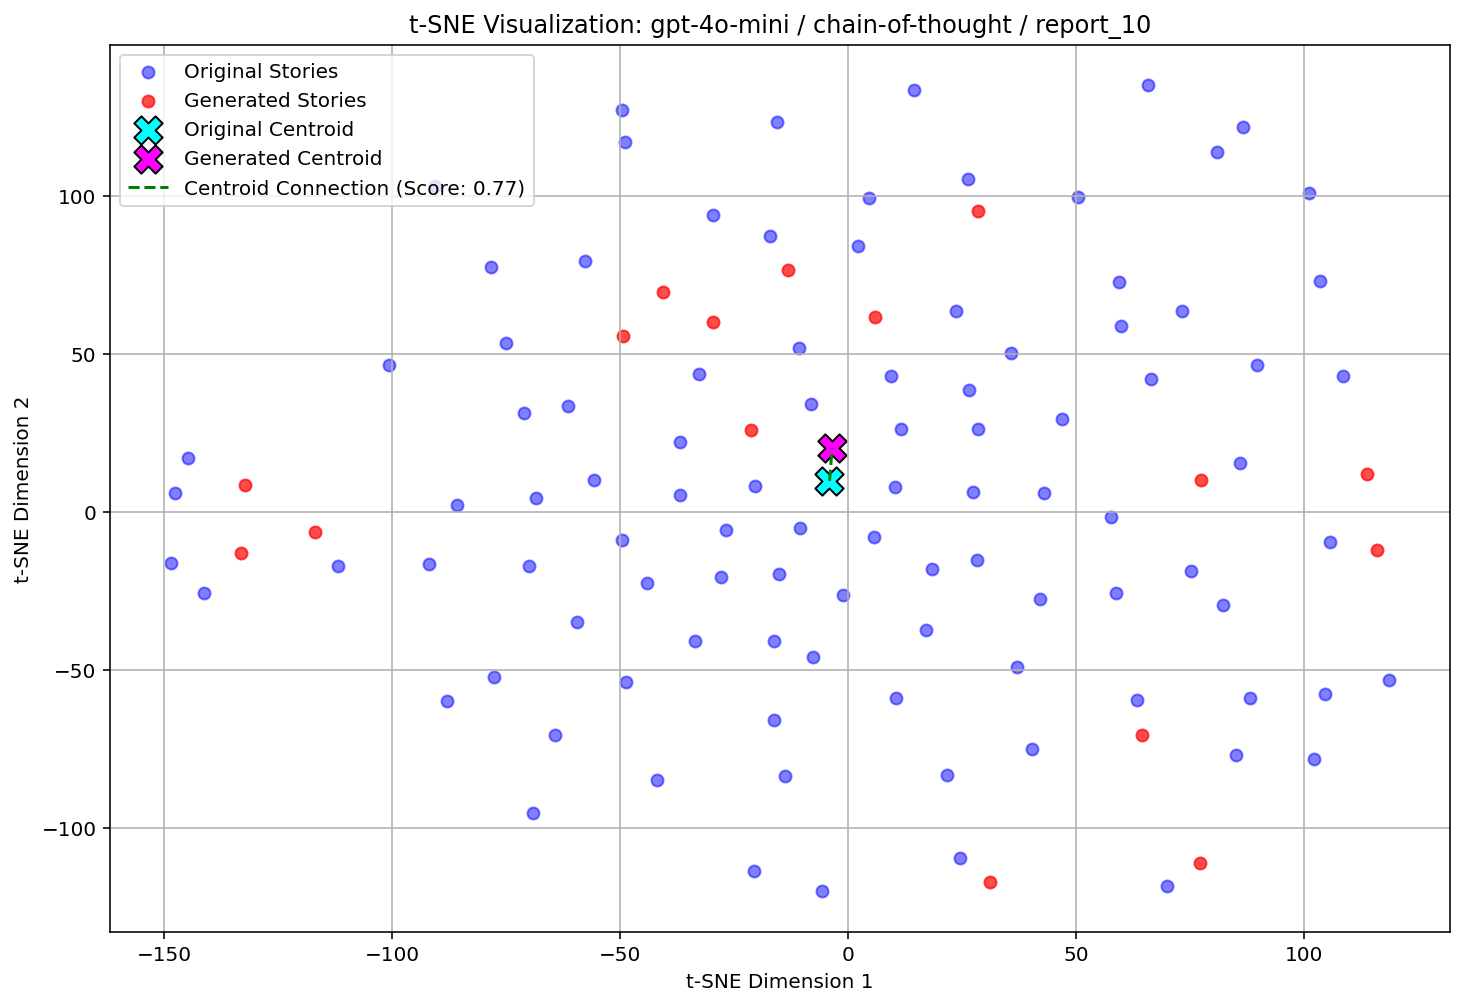 t-SNE Visualization: gpt-4o-mini / chain-of-thought / report_10
Original Stories
Generated Stories
Original Centroid
Generated Centroid
Centroid Connection (Score: 0.77)
100
50
0
−50
−100
t-SNE Dimension 2
−150
−100
−50
0
50
100
t-SNE Dimension 1